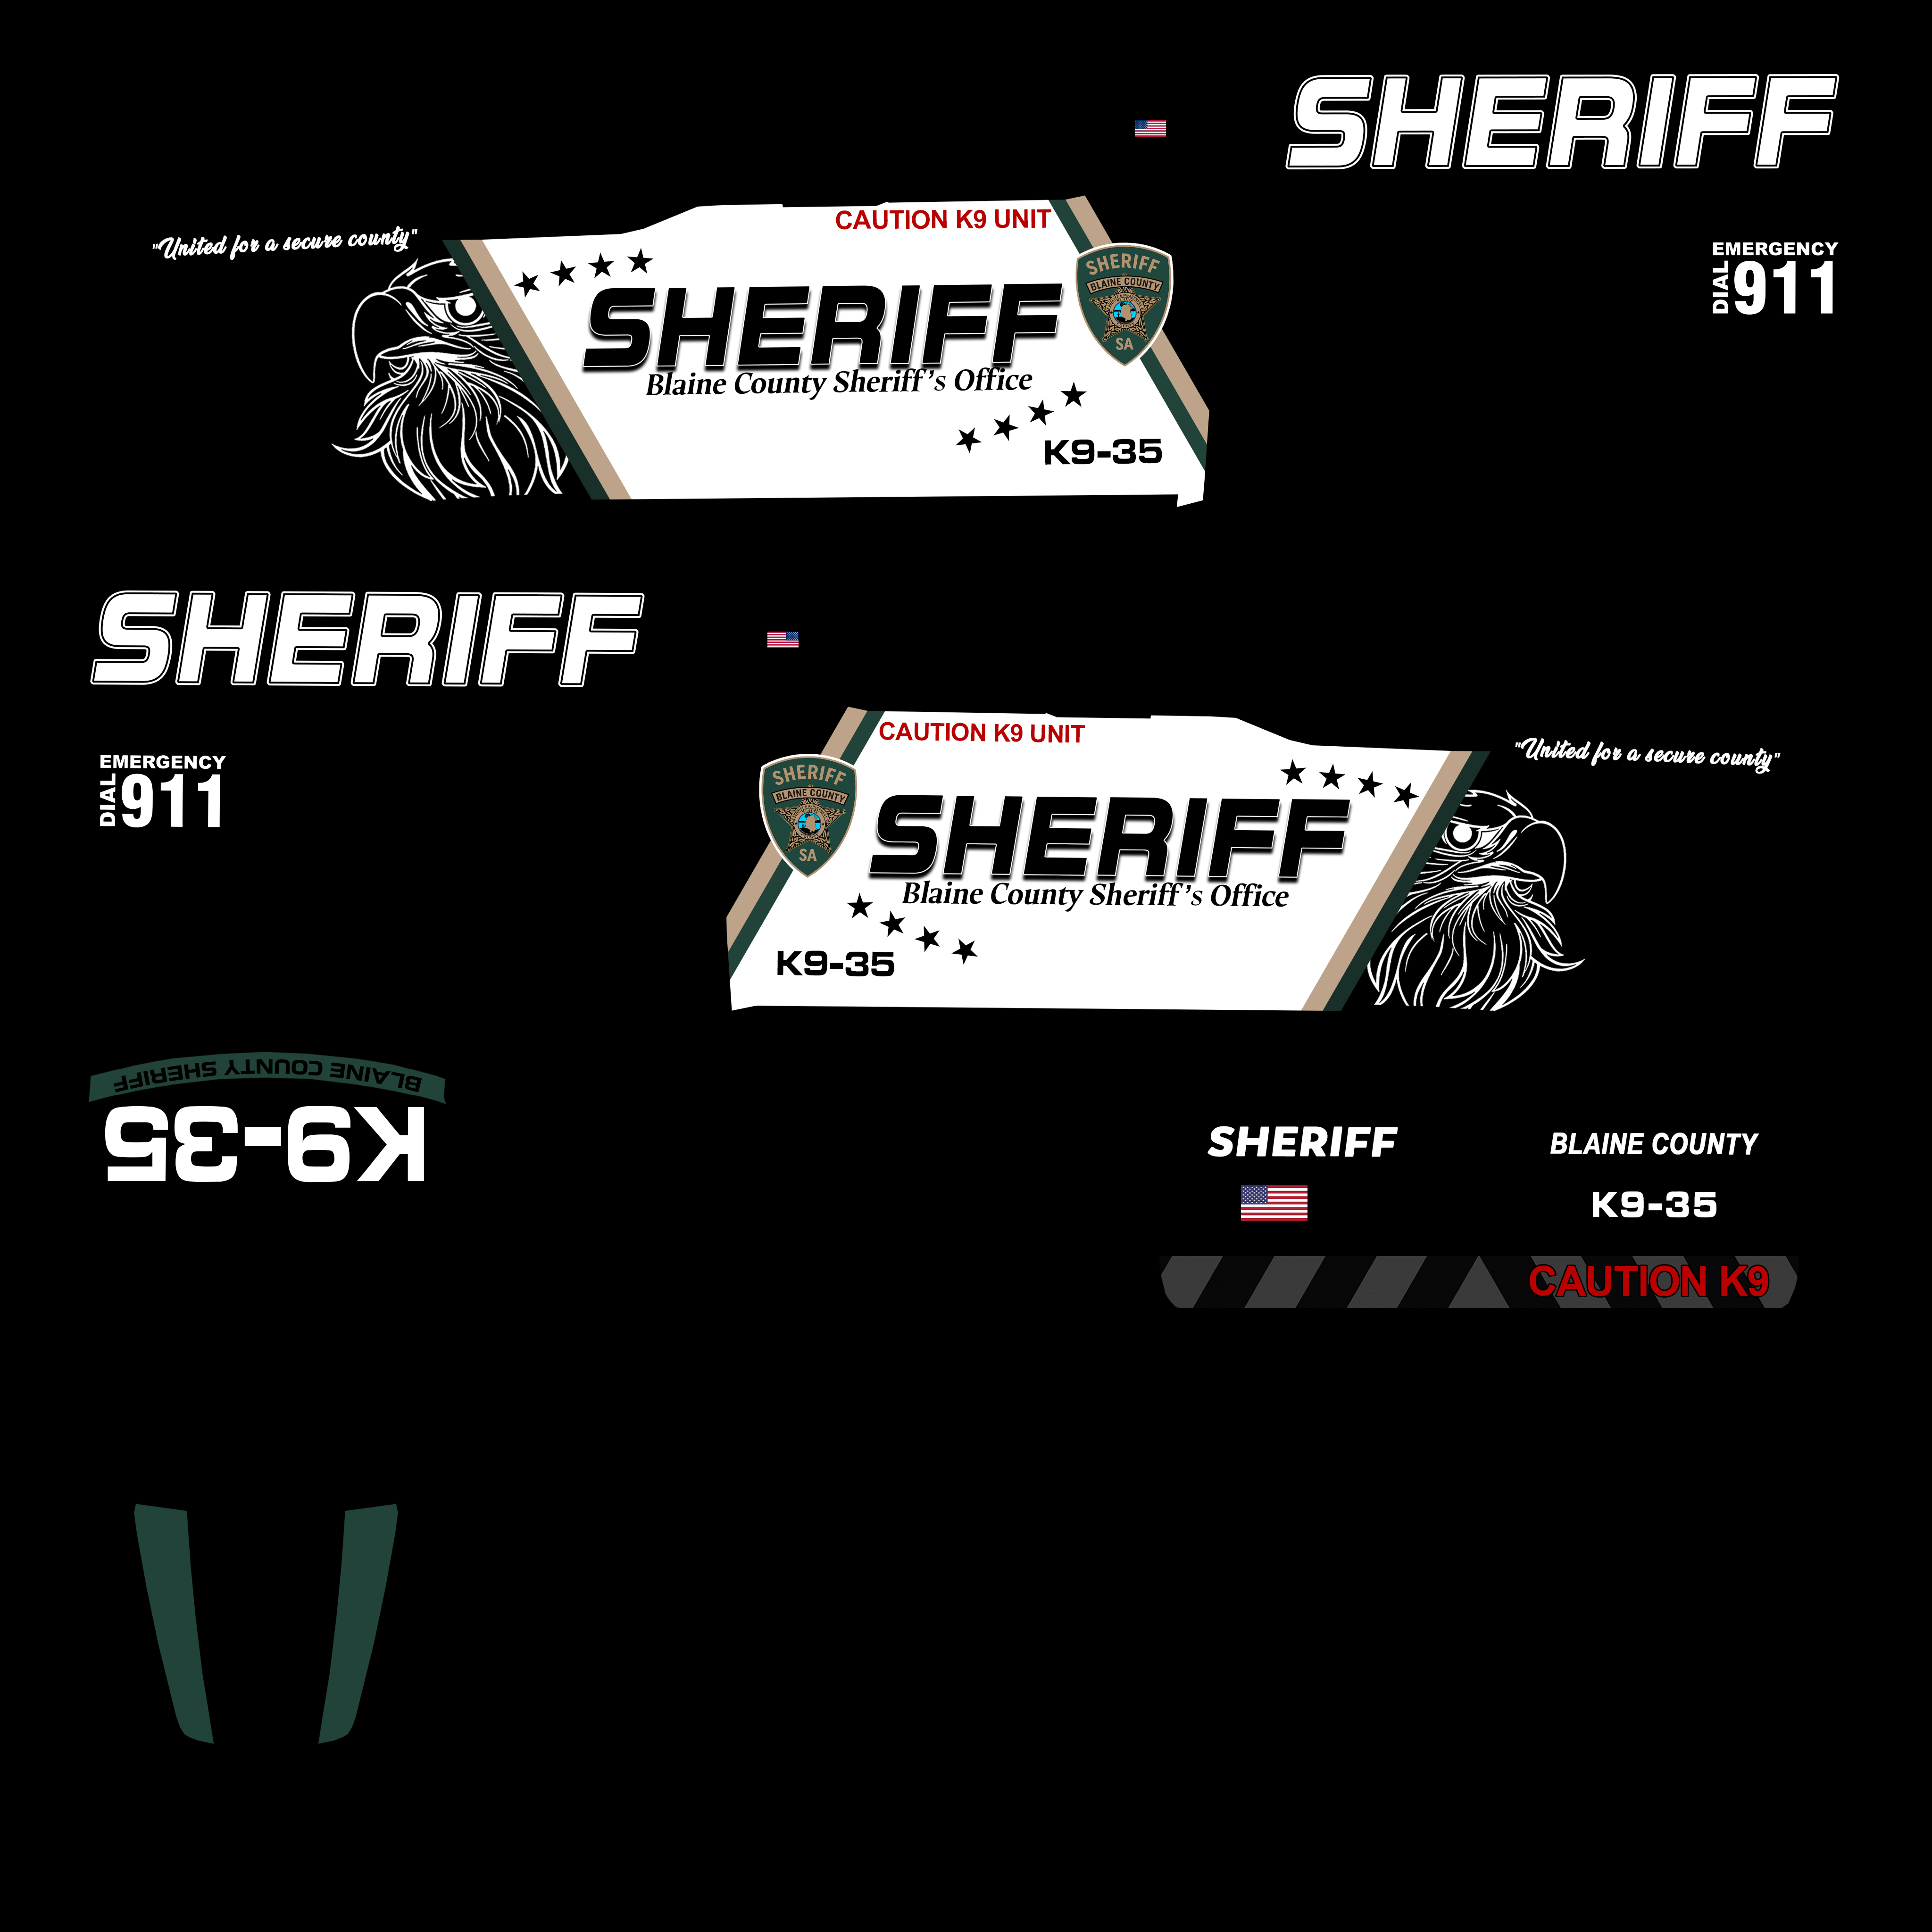 SHERIFF
"United for a secure county"
CAUTION K9 UNIT
EMERGENCY
DIAL 911
SHERIFF
BLAINE COUNTY
SA
SHERIFF
Blaine County Sheriff's Office
K9-35
SHERIFF
EMERGENCY
DIAL 911
CAUTION K9 UNIT
"United for a secure county"
SHERIFF
BLAINE COUNTY
SA
SHERIFF
Blaine County Sheriff's Office
K9-35
BLAINE COUNTY SHERIFF
K9-35
SHERIFF
BLAINE COUNTY
K9-35
CAUTION K9